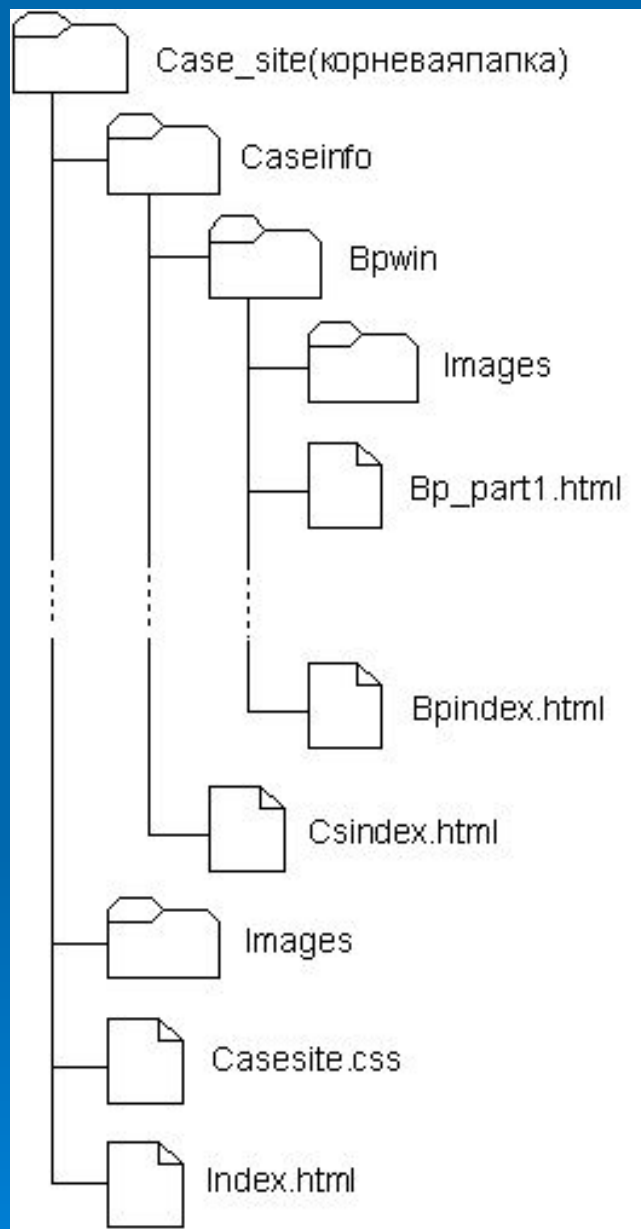 Case_site(корневаяпапка)
Caseinfo
Bpwin
Images
Bp_part1.html
Bpindex.html
Csindex.html
Images
Casesite.css
Index.html